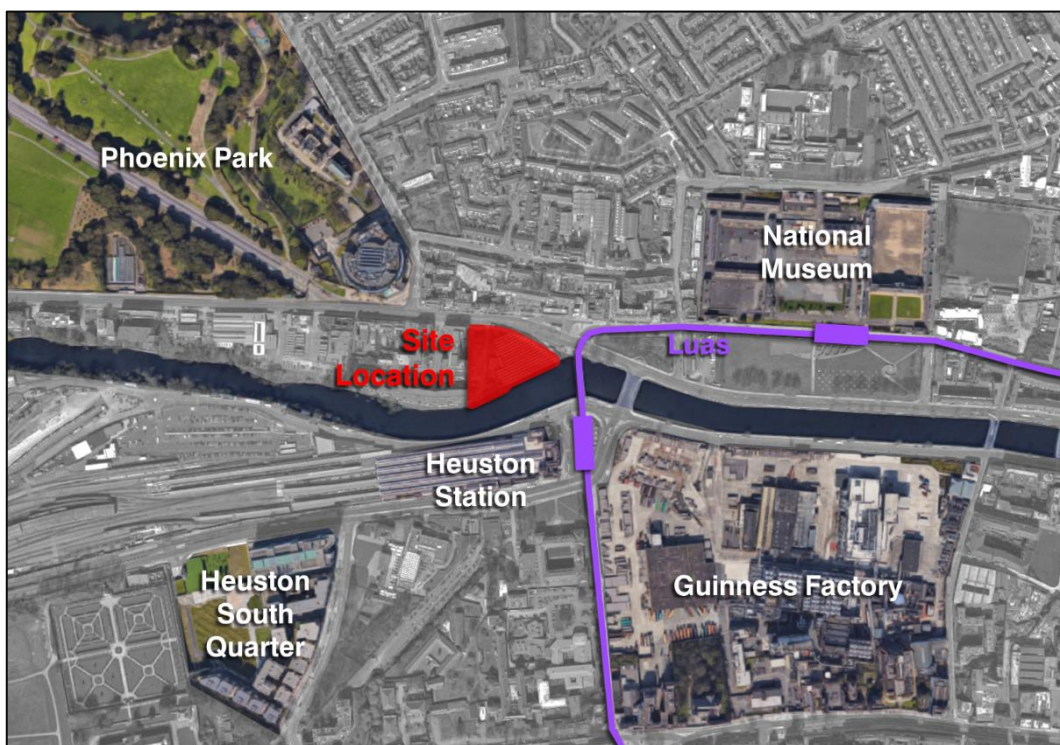 Phoenix Park
National
Museum
Site
Location
Luas
Heuston
Station
Heuston
South
Quarter
Guinness Factory